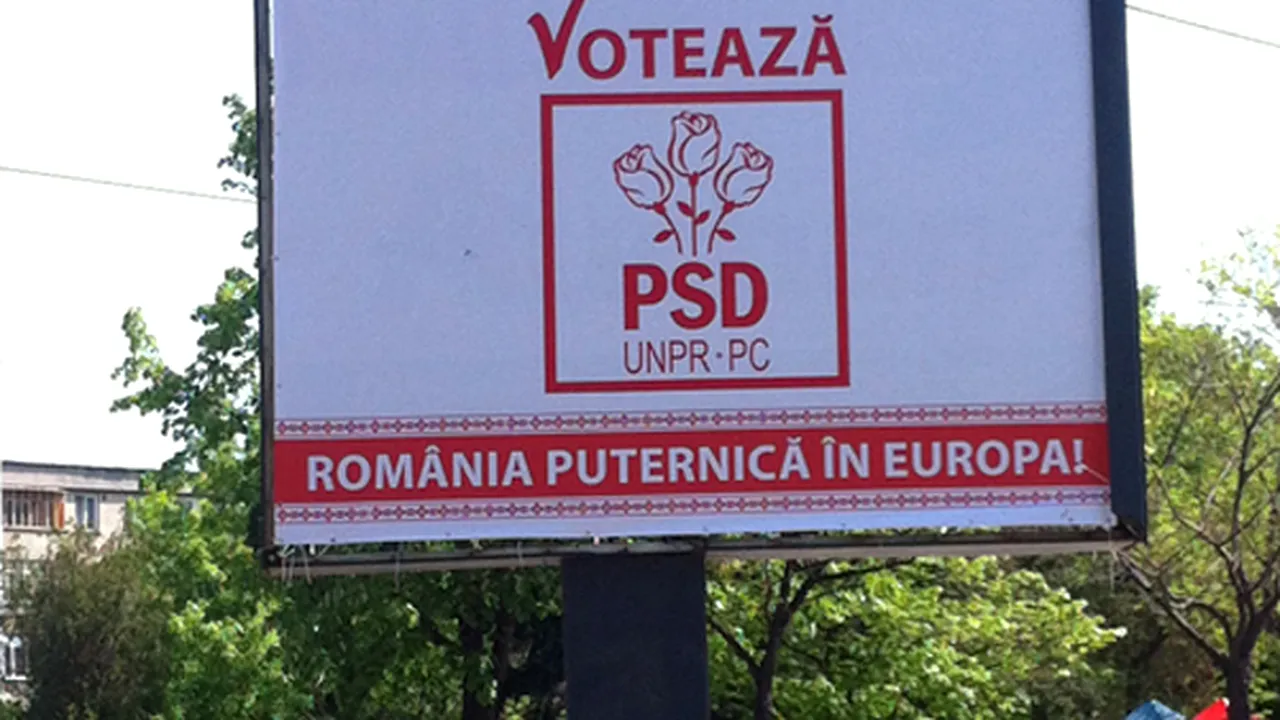 VOTEAZĂ
PSD
UNPR·PC
ROMÂNIA PUTERNICĂ ÎN EUROPA!